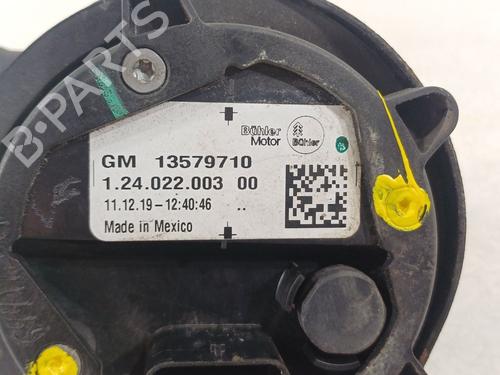 B-PARTS
Bühler
Motor
Bühler
GM 13579710
1.24.022.003 00
11.12.19-12:40:46 ..
Made in Mexico